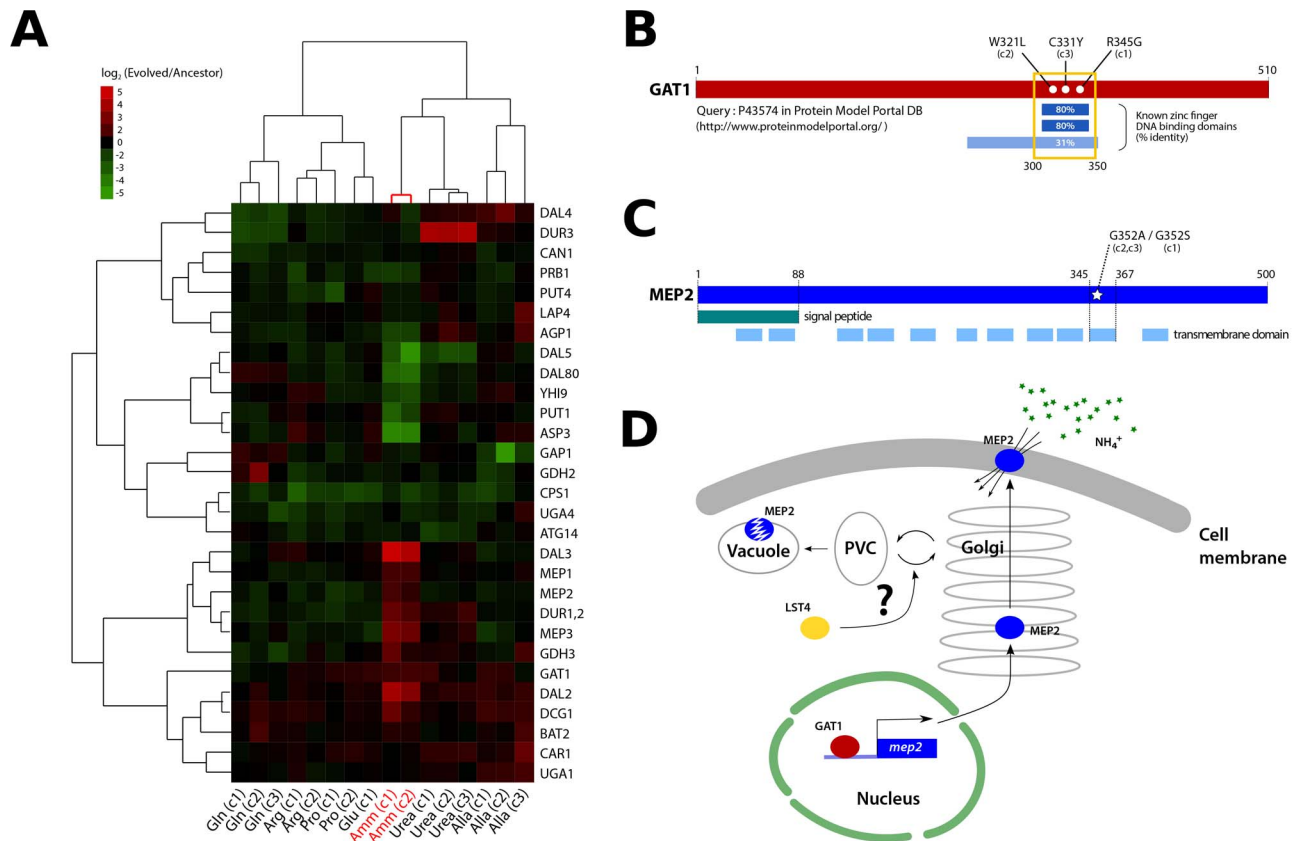 A
log2 (Evolved/Ancestor)
5
4
3
2
0
-2
-3
-4
-5
DAL4
DUR3
CAN1
PRB1
PUT4
LAP4
AGP1
DAL5
DAL80
YHI9
PUT1
ASP3
GAP1
GDH2
CPS1
UGA4
ATG14
DAL3
MEP1
MEP2
DUR1,2
MEP3
GDH3
GAT1
DAL2
DCG1
BAT2
CAR1
UGA1
Gln (c1)
Gln (c2)
Gln (c3)
Arg (c1)
Arg (c2)
Pro (c1)
Pro (c2)
Glu (c1)
Amm (c1)
Amm (c2)
Urea (c1)
Urea (c2)
Urea (c3)
Alla (c1)
Alla (c2)
Alla (c3)
B
W321L C331Y R345G
(c2) (c3) (c1)
1 510
GAT1
Query : P43574 in Protein Model Portal DB
(http://www.proteinmodelportal.org/ )
80%
80%
31%
Known zinc finger
DNA binding domains
(% identity)
300 350
C
G352A / G352S
(c2,c3) (c1)
1 88 345 367 500
MEP2
signal peptide
transmembrane domain
D
MEP2
NH4+
MEP2
Vacuole
PVC
Golgi
Cell
membrane
?
LST4
MEP2
GAT1
mep2
Nucleus